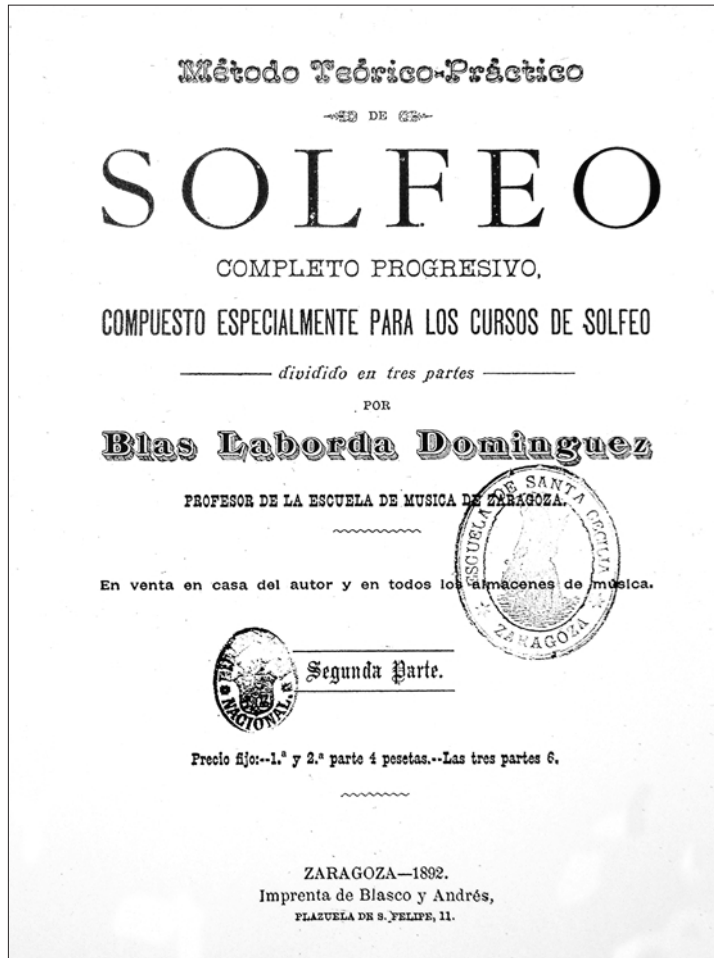 Método Teórico-Práctico
DE
SOLFEO
COMPLETO PROGRESIVO,
COMPUESTO ESPECIALMENTE PARA LOS CURSOS DE SOLFEO
dividido en tres partes
POR
Blas Laborda Dominguez
PROFESOR DE LA ESCUELA DE MUSICA DE ZARAGOZA.
ESCUELA DE SANTA CECILIA
ZARAGOZA
En venta en casa del autor y en todos los almacenes de música.
NACIONAL.
Segunda Parte.
Precio fijo:--1.ª y 2.ª parte 4 pesetas.--Las tres partes 6.
ZARAGOZA—1892.
Imprenta de Blasco y Andrés,
PLAZUELA DE S. FELIPE, 11.